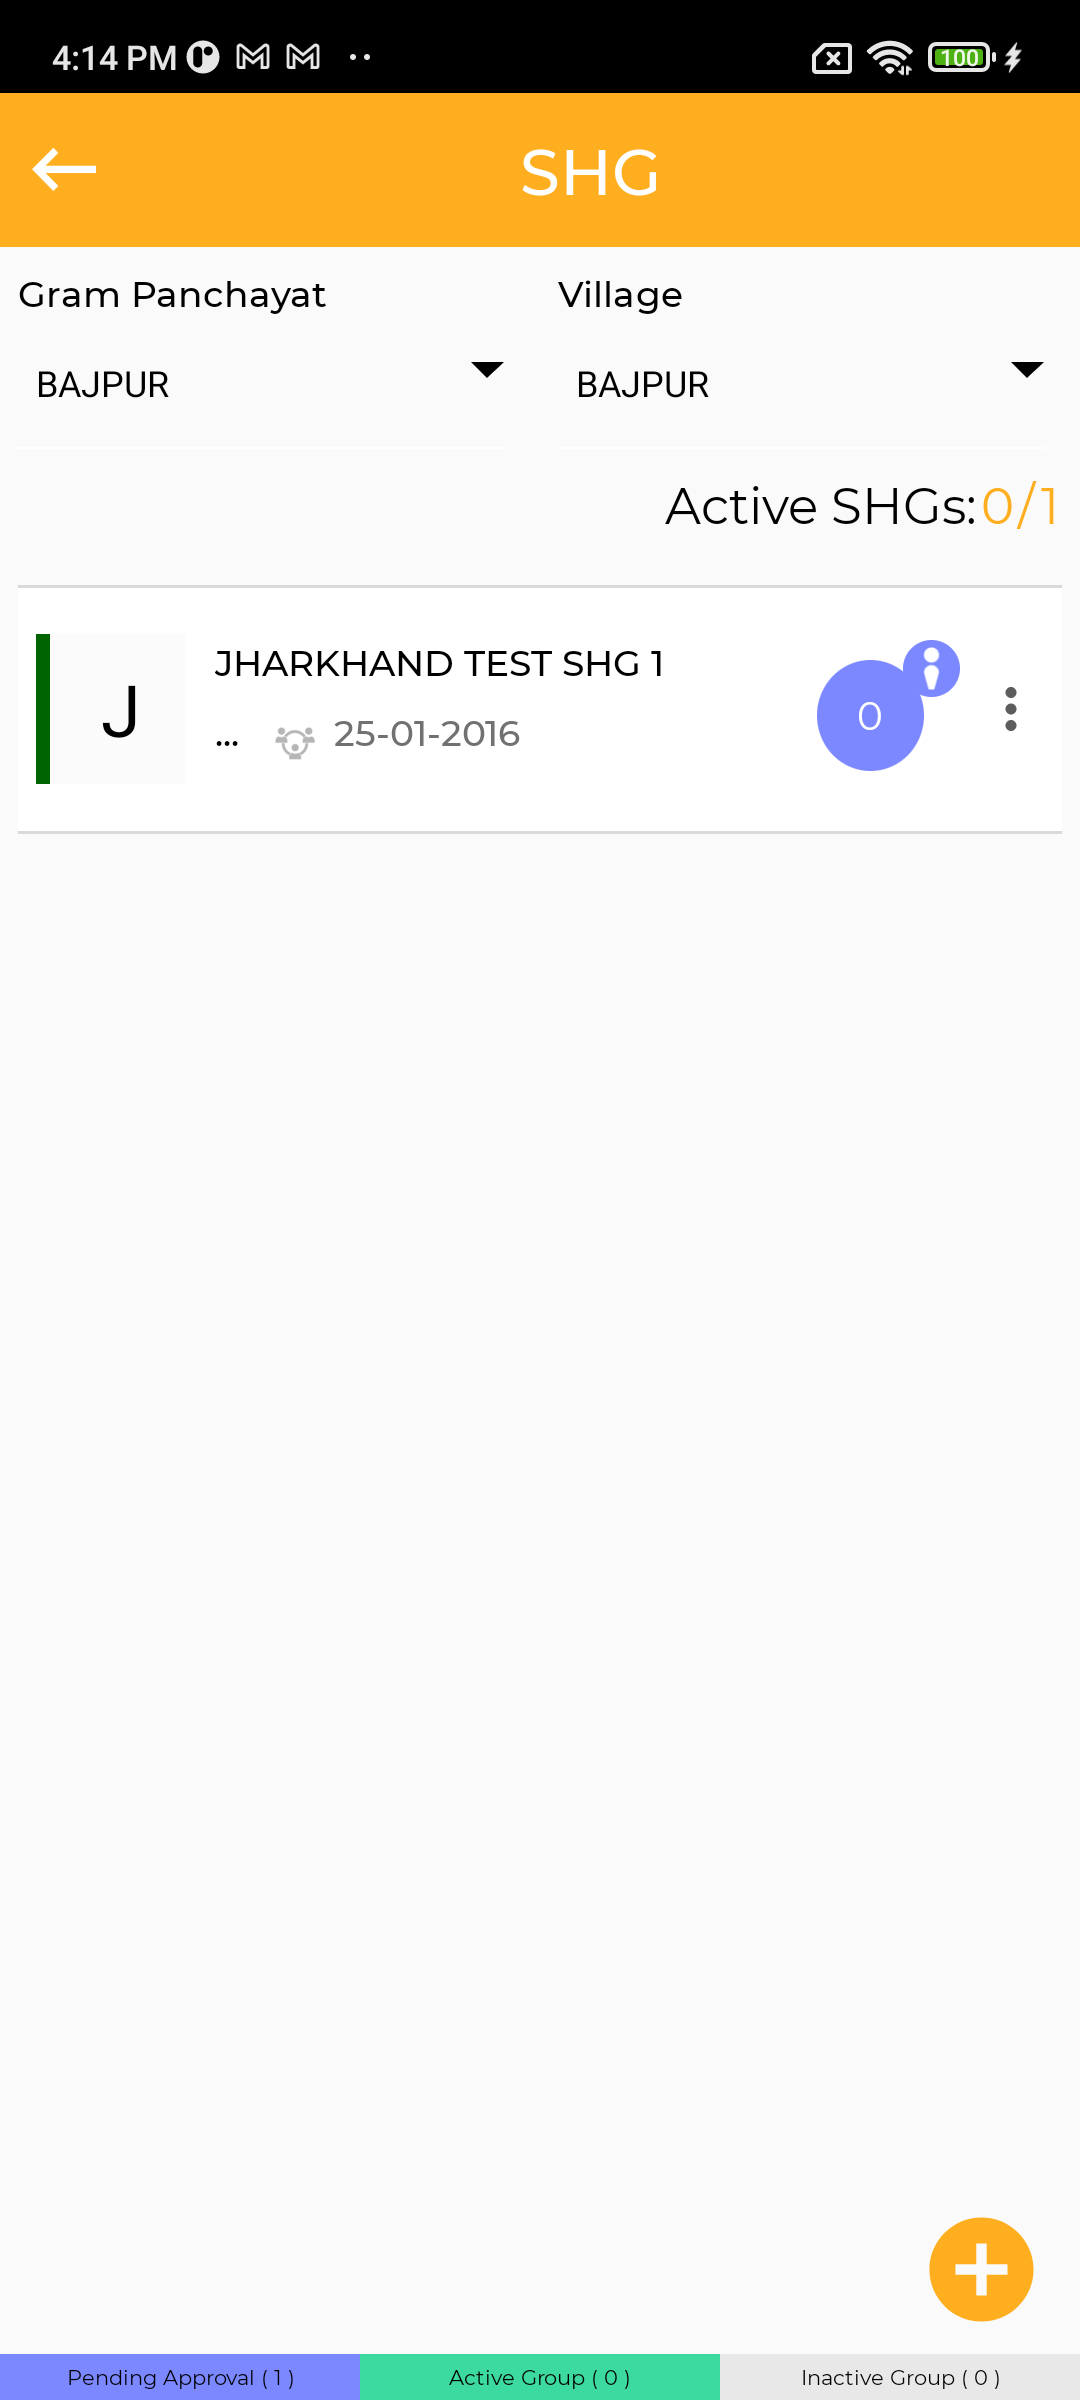 4:14 PM
100
SHG
Gram Panchayat
Village
BAJPUR
BAJPUR
Active SHGs: 0/1
J
JHARKHAND TEST SHG 1
... 25-01-2016
0
Pending Approval ( 1 )
Active Group ( 0 )
Inactive Group ( 0 )